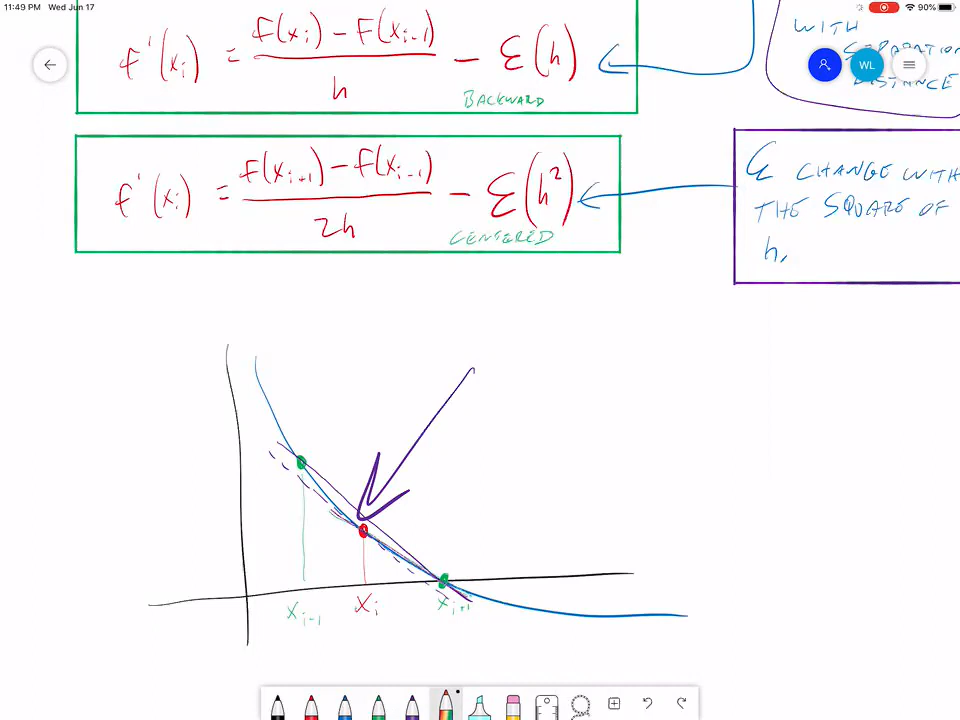 11:49 PM Wed Jun 17
90%
f'(xi) = f(xi) - f(xi-1) / h - Ɛ(h)
BACKWARD
WITH
SEPARATION
DISTANCE
WL
f'(xi) = f(xi+1) - f(xi-1) / 2h - Ɛ(h²)
CENTERED
Ɛ CHANGE WITH
THE SQUARE OF
h.
xi-1
xi
xi+1